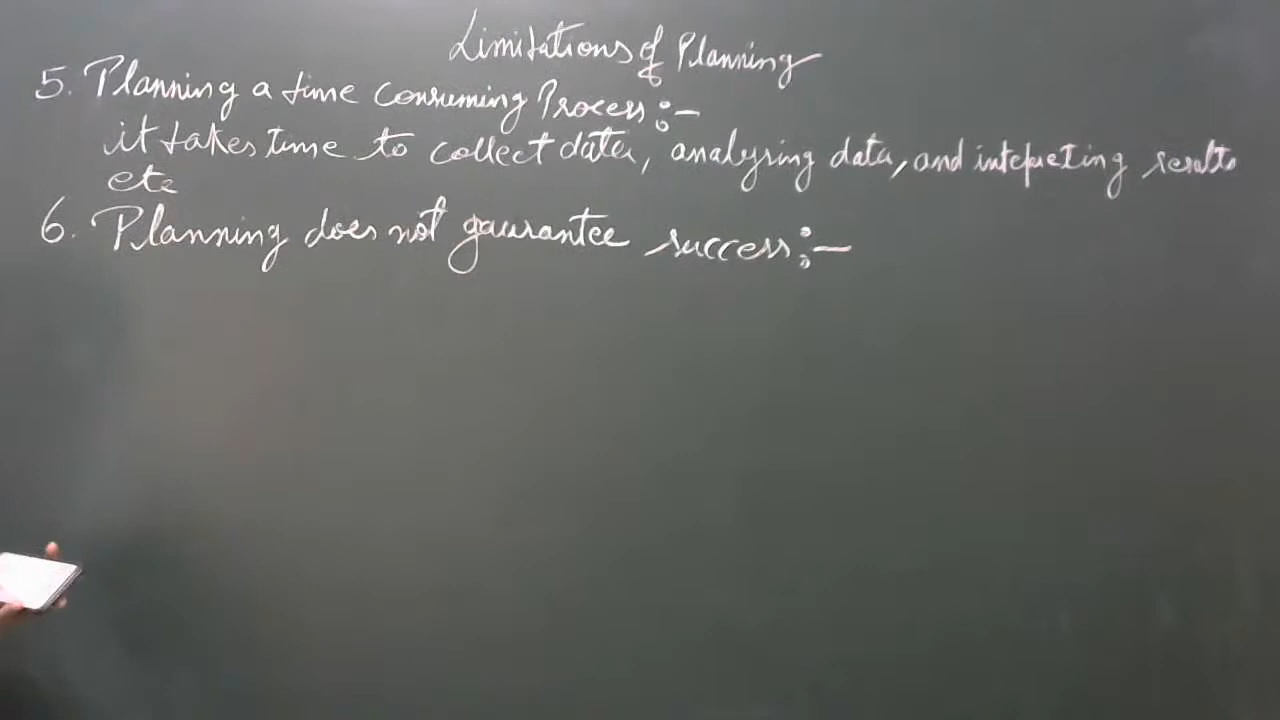 Limitations of Planning
5. Planning a time consuming Process:-
it takes time to collect data, analysing data, and intepreting results
etc
6. Planning does not gaurantee success:-